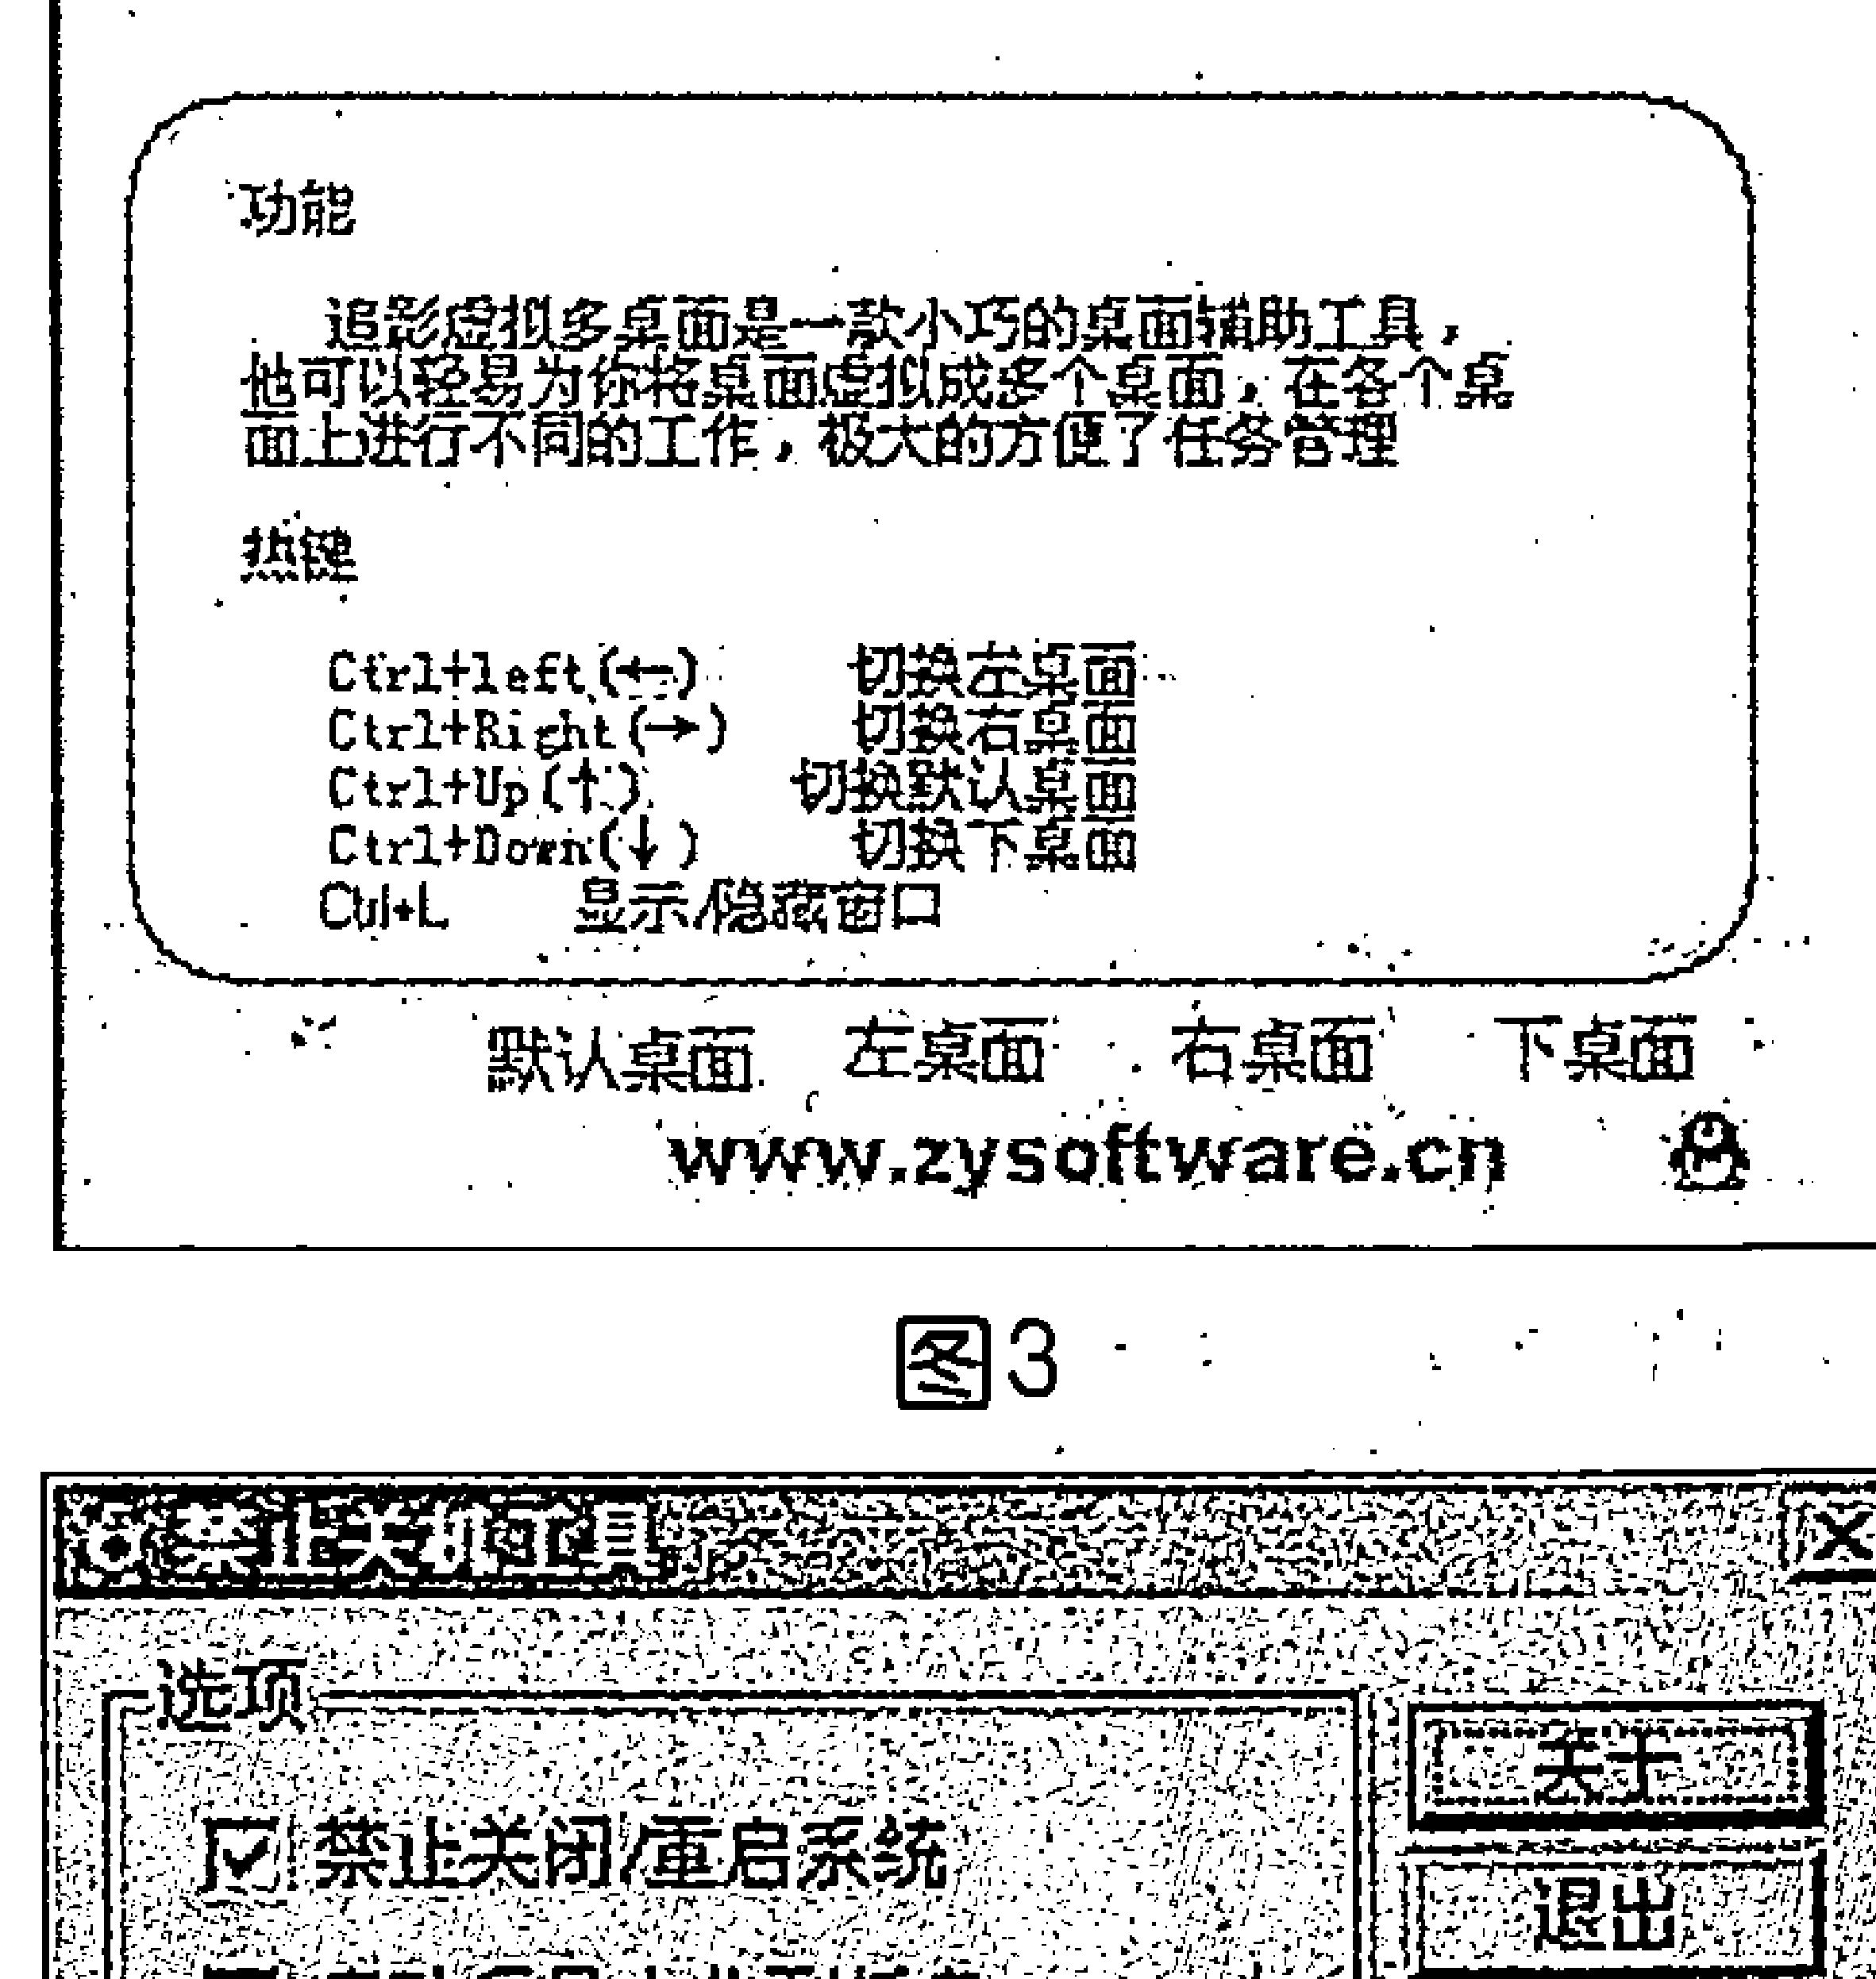 功能
追影虚拟多桌面是一款小巧的桌面辅助工具，
他可以轻易为你将桌面虚拟成多个桌面，在各个桌
面上进行不同的工作，极大的方便了任务管理
热键
Ctrl+left(←) 切换左桌面
Ctrl+Right(→) 切换右桌面
Ctrl+Up(↑) 切换默认桌面
Ctrl+Down(↓) 切换下桌面
Ctrl+L 显示/隐藏窗口
默认桌面 左桌面 右桌面 下桌面
www.zysoftware.cn
图3
禁止关机工具
选项
关于
禁止关闭/重启系统
退出